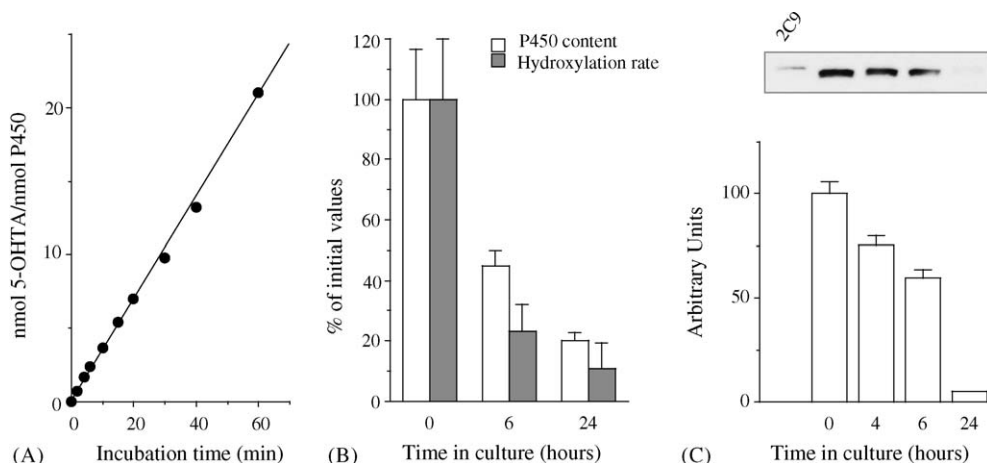 nmol 5-OHTA/nmol P450
20
10
0
0
20
40
60
(A)
Incubation time (min)
P450 content
Hydroxylation rate
% of initial values
120
100
80
60
40
20
0
0
6
24
(B)
Time in culture (hours)
2C9
Arbitrary Units
100
50
0
0
4
6
24
(C)
Time in culture (hours)